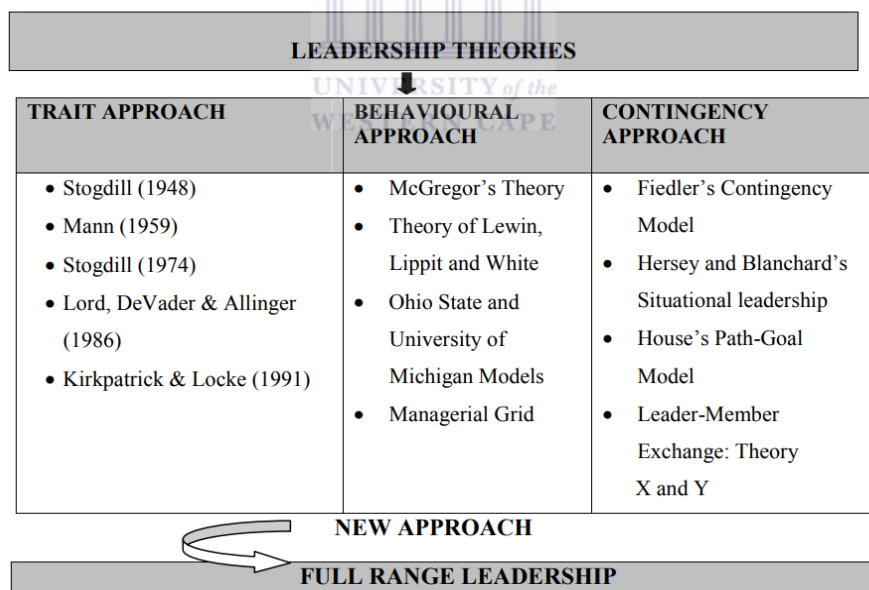 LEADERSHIP THEORIES
UNIVERSITY of the
WESTERN CAPE
TRAIT APPROACH
BEHAVIOURAL
APPROACH
CONTINGENCY
APPROACH
• Stogdill (1948)
• Mann (1959)
• Stogdill (1974)
• Lord, DeVader & Allinger
(1986)
• Kirkpatrick & Locke (1991)
• McGregor's Theory
• Theory of Lewin,
Lippit and White
• Ohio State and
University of
Michigan Models
• Managerial Grid
• Fiedler's Contingency
Model
• Hersey and Blanchard's
Situational leadership
• House's Path-Goal
Model
• Leader-Member
Exchange: Theory
X and Y
NEW APPROACH
FULL RANGE LEADERSHIP